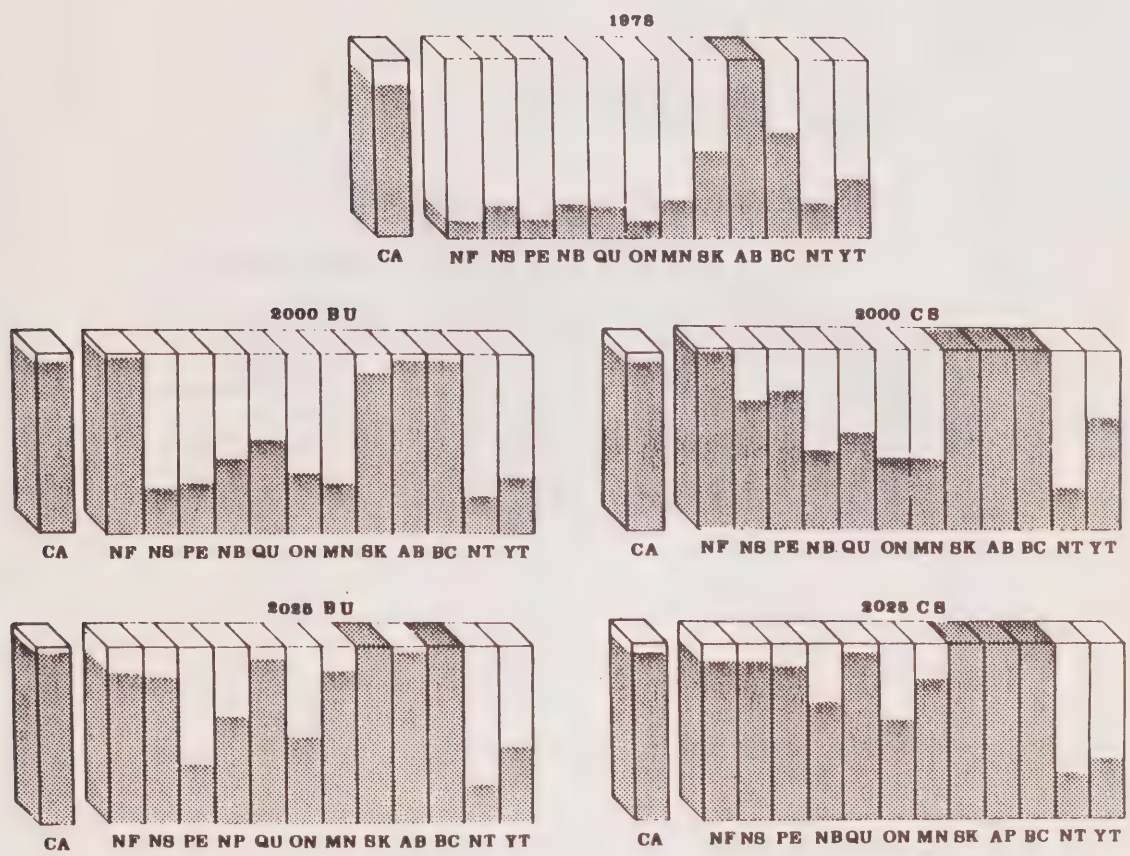 1978
CA NF NS PE NB QU ON MN SK AB BC NT YT
2000 BU
CA NF NS PE NB QU ON MN SK AB BC NT YT
2000 CS
CA NF NS PE NB QU ON MN SK AB BC NT YT
2025 BU
CA NF NS PE NP QU ON MN SK AB BC NT YT
2025 CS
CA NF NS PE NB QU ON MN SK AP BC NT YT